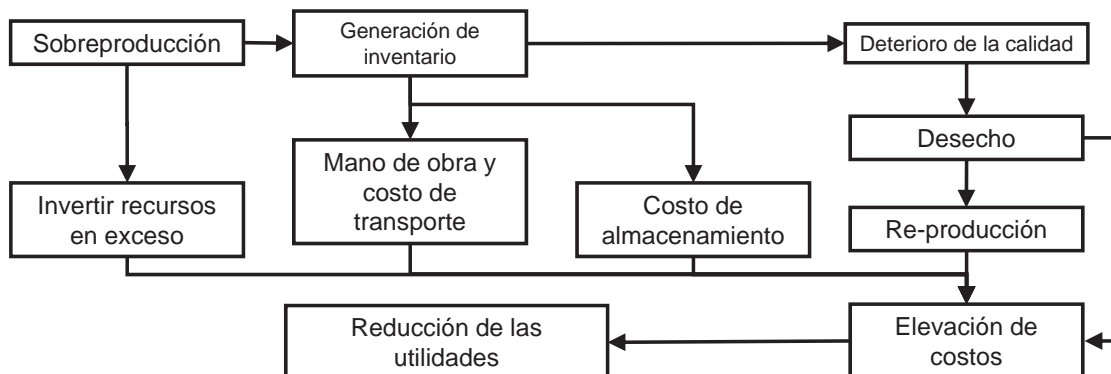 Sobreproducción
Generación de
inventario
Deterioro de la calidad
Desecho
Mano de obra y
costo de
transporte
Invertir recursos
en exceso
Costo de
almacenamiento
Re-producción
Reducción de las
utilidades
Elevación de
costos